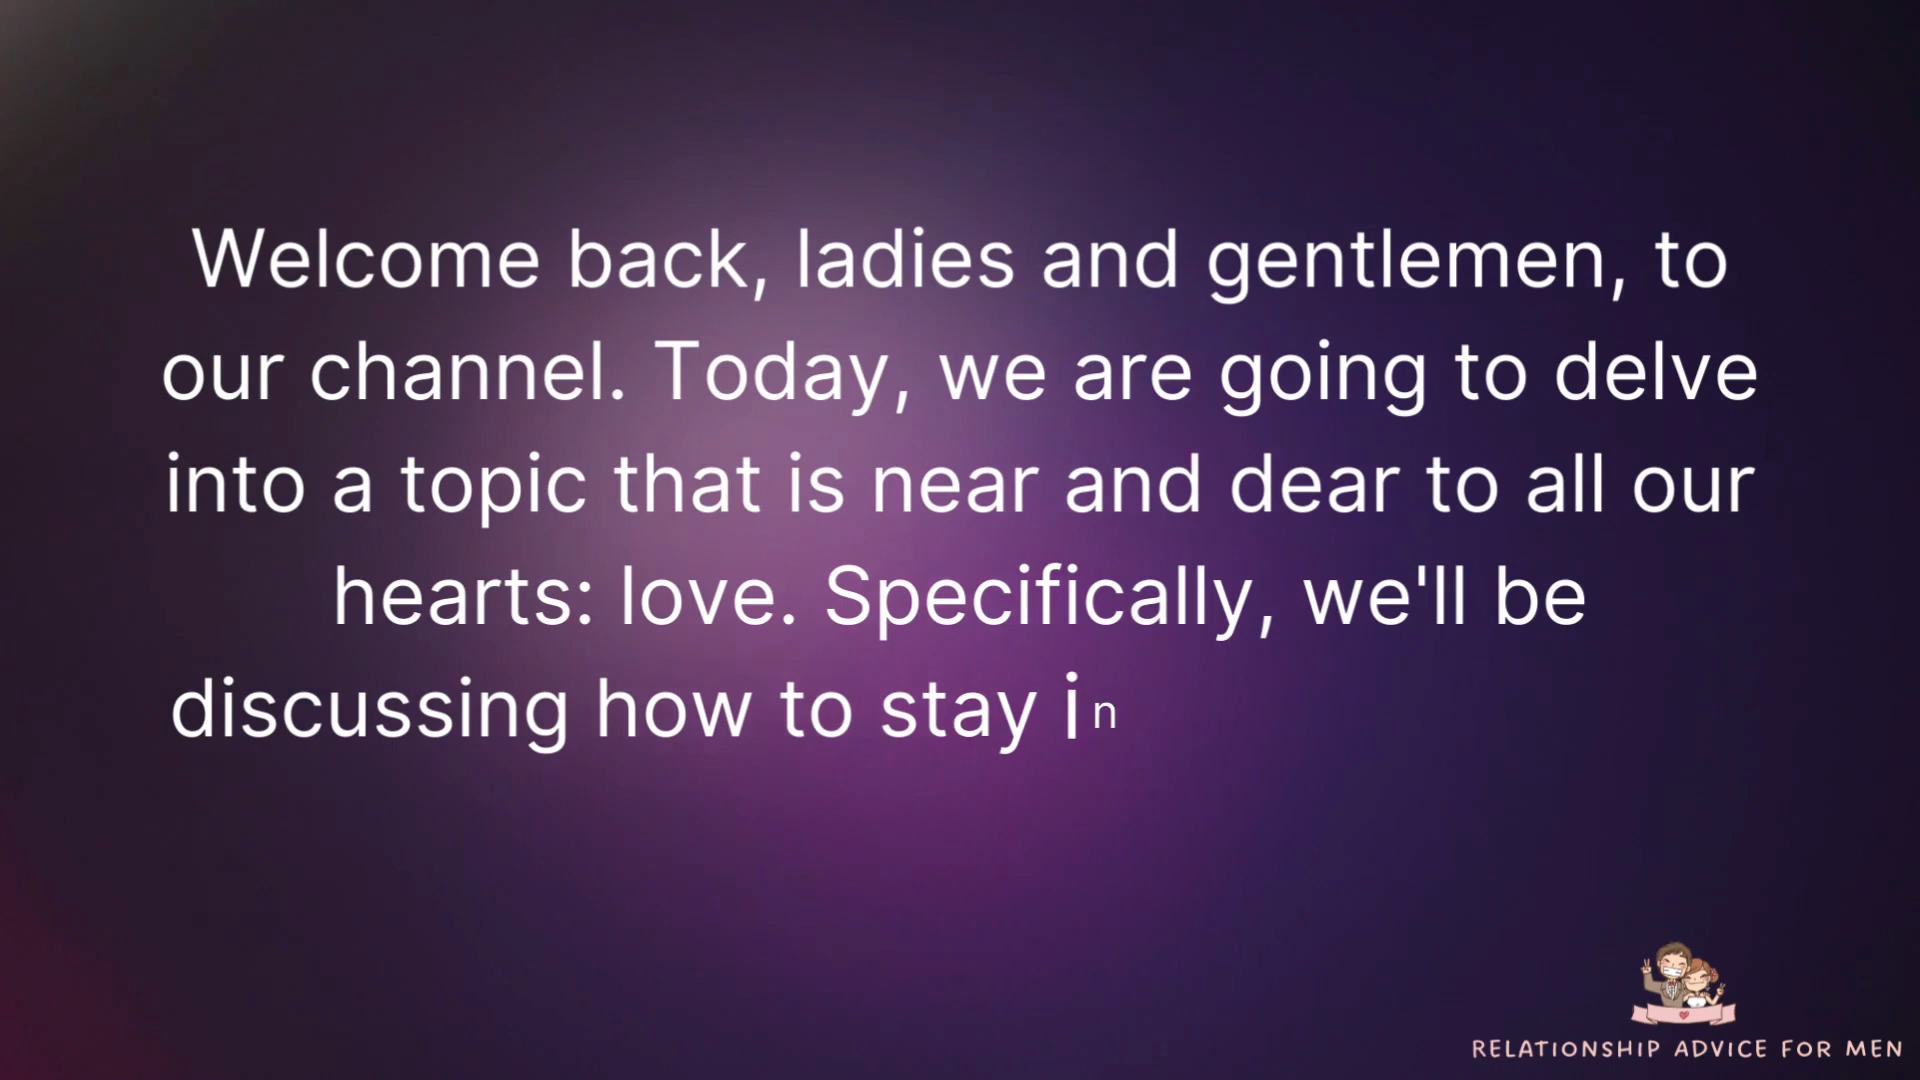 Welcome back, ladies and gentlemen, to
our channel. Today, we are going to delve
into a topic that is near and dear to all our
hearts: love. Specifically, we'll be
discussing how to stay in
RELATIONSHIP ADVICE FOR MEN